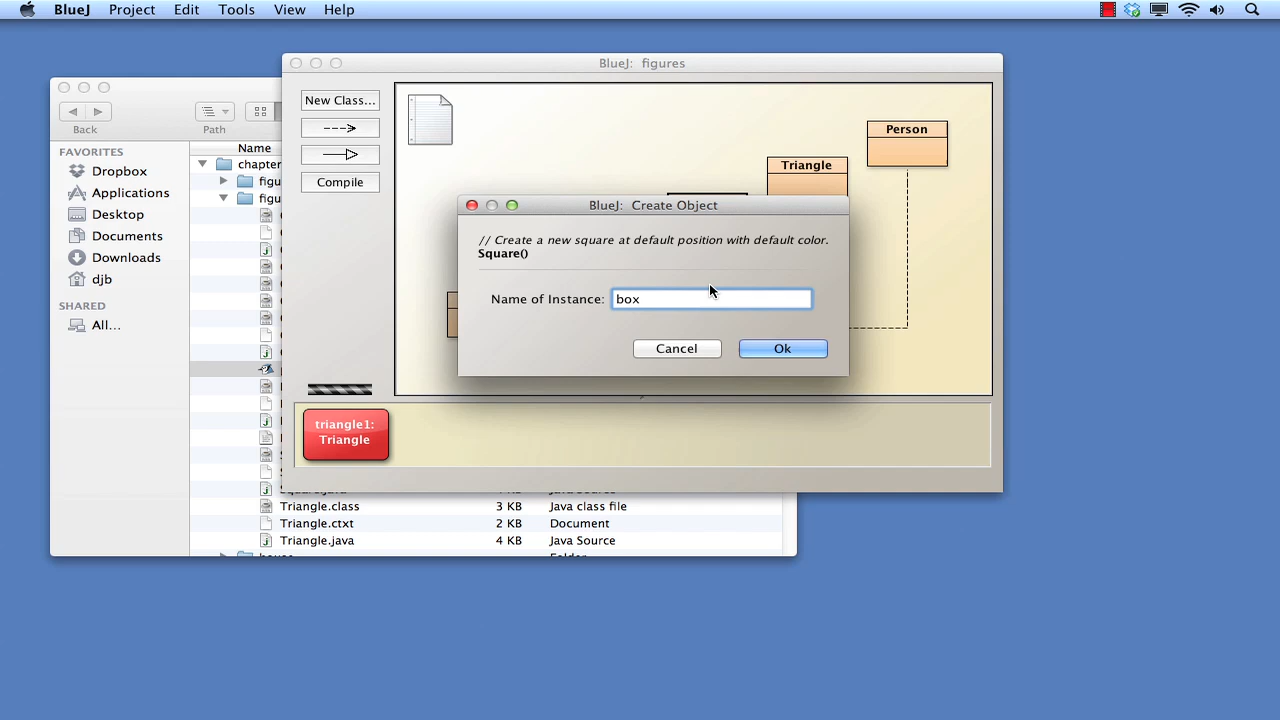 BlueJ Project Edit Tools View Help
BlueJ: figures
New Class...
Compile
Person
Triangle
BlueJ: Create Object
// Create a new square at default position with default color.
Square()
Name of Instance: box
Cancel Ok
triangle1:
Triangle
Back Path
FAVORITES
Dropbox
Applications
Desktop
Documents
Downloads
djb
SHARED
All...
Name
chapter
figu
figu
Triangle.class 3 KB Java class file
Triangle.ctxt 2 KB Document
Triangle.java 4 KB Java Source